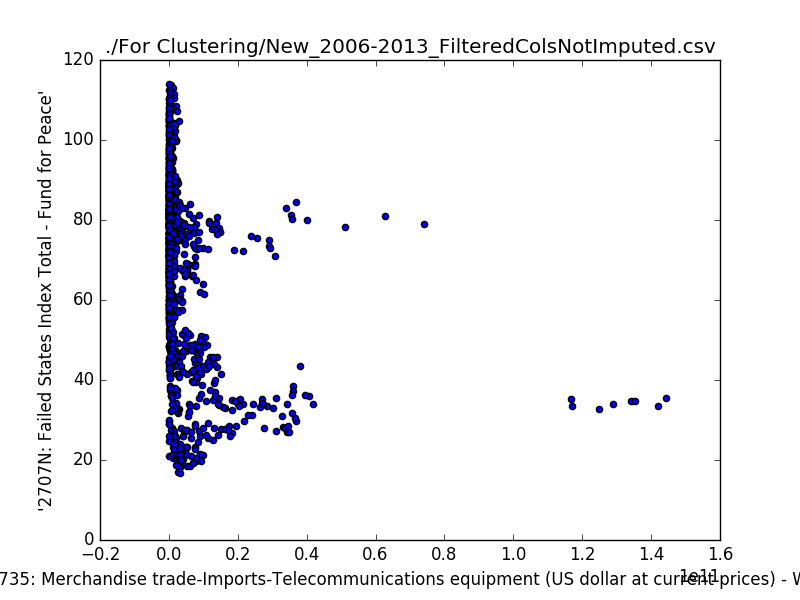 ./For Clustering/New_2006-2013_FilteredColsNotImputed.csv
120
100
80
60
40
20
0
'2707N: Failed States Index Total - Fund for Peace'
−0.2 0.0 0.2 0.4 0.6 0.8 1.0 1.2 1.4 1.6
1e11
735: Merchandise trade-Imports-Telecommunications equipment (US dollar at current prices) - W